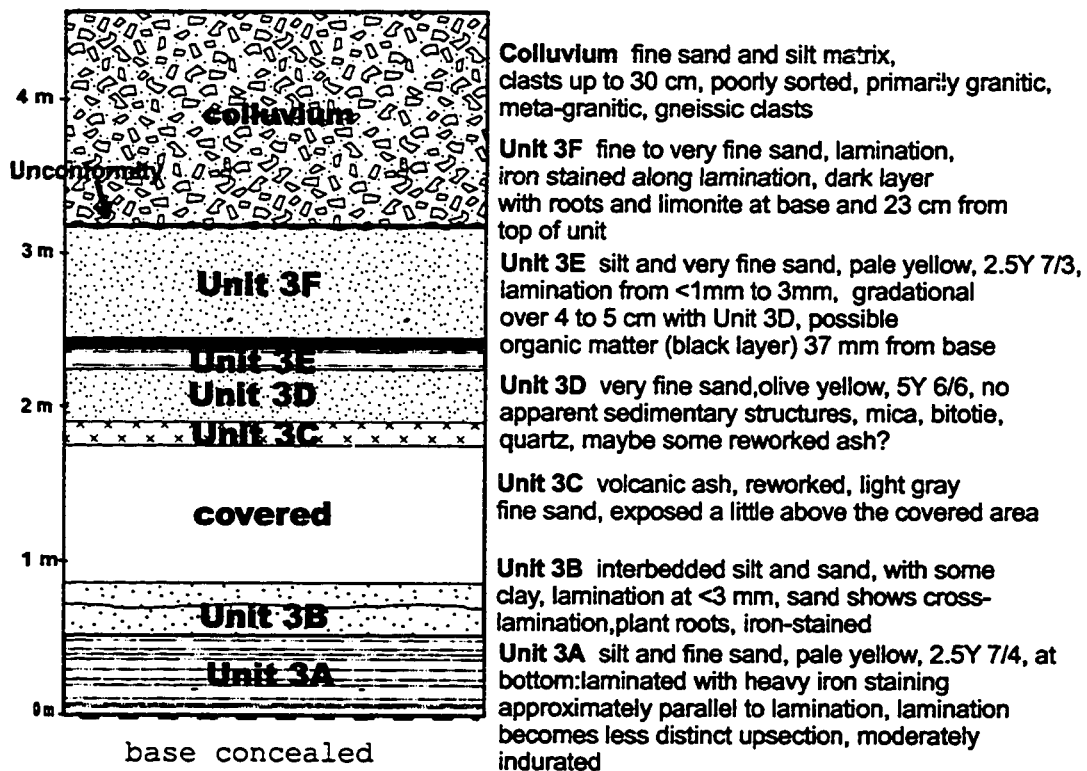 4 m
colluvium
Unconformity
3 m
Unit 3F
Unit 3E
Unit 3D
2 m
Unit 3C
covered
1 m
Unit 3B
Unit 3A
0 m
base concealed
Colluvium fine sand and silt matrix,
clasts up to 30 cm, poorly sorted, primarily granitic,
meta-granitic, gneissic clasts
Unit 3F fine to very fine sand, lamination,
iron stained along lamination, dark layer
with roots and limonite at base and 23 cm from
top of unit
Unit 3E silt and very fine sand, pale yellow, 2.5Y 7/3,
lamination from <1mm to 3mm, gradational
over 4 to 5 cm with Unit 3D, possible
organic matter (black layer) 37 mm from base
Unit 3D very fine sand,olive yellow, 5Y 6/6, no
apparent sedimentary structures, mica, bitotie,
quartz, maybe some reworked ash?
Unit 3C volcanic ash, reworked, light gray
fine sand, exposed a little above the covered area
Unit 3B interbedded silt and sand, with some
clay, lamination at <3 mm, sand shows cross-
lamination,plant roots, iron-stained
Unit 3A silt and fine sand, pale yellow, 2.5Y 7/4, at
bottom:laminated with heavy iron staining
approximately parallel to lamination, lamination
becomes less distinct upsection, moderately
indurated